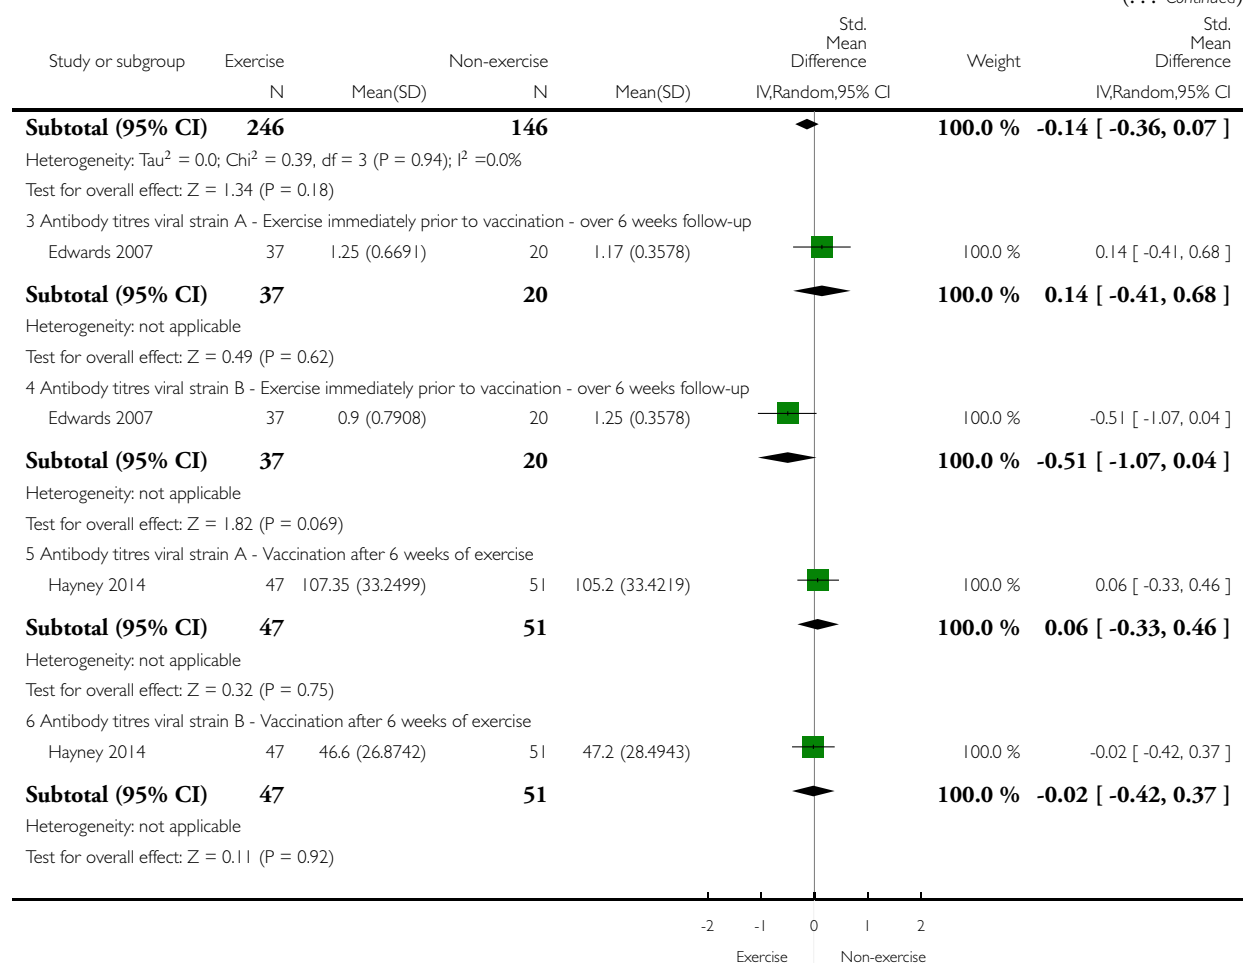 (. . . Continued)
Study or subgroup Exercise Non-exercise Std. Mean Difference Weight Std. Mean Difference
N Mean(SD) N Mean(SD) IV,Random,95% CI IV,Random,95% CI
Subtotal (95% CI) 246 146 100.0 % -0.14 [ -0.36, 0.07 ]
Heterogeneity: Tau² = 0.0; Chi² = 0.39, df = 3 (P = 0.94); I² =0.0%
Test for overall effect: Z = 1.34 (P = 0.18)
3 Antibody titres viral strain A - Exercise immediately prior to vaccination - over 6 weeks follow-up
Edwards 2007 37 1.25 (0.6691) 20 1.17 (0.3578) 100.0 % 0.14 [ -0.41, 0.68 ]
Subtotal (95% CI) 37 20 100.0 % 0.14 [ -0.41, 0.68 ]
Heterogeneity: not applicable
Test for overall effect: Z = 0.49 (P = 0.62)
4 Antibody titres viral strain B - Exercise immediately prior to vaccination - over 6 weeks follow-up
Edwards 2007 37 0.9 (0.7908) 20 1.25 (0.3578) 100.0 % -0.51 [ -1.07, 0.04 ]
Subtotal (95% CI) 37 20 100.0 % -0.51 [ -1.07, 0.04 ]
Heterogeneity: not applicable
Test for overall effect: Z = 1.82 (P = 0.069)
5 Antibody titres viral strain A - Vaccination after 6 weeks of exercise
Hayney 2014 47 107.35 (33.2499) 51 105.2 (33.4219) 100.0 % 0.06 [ -0.33, 0.46 ]
Subtotal (95% CI) 47 51 100.0 % 0.06 [ -0.33, 0.46 ]
Heterogeneity: not applicable
Test for overall effect: Z = 0.32 (P = 0.75)
6 Antibody titres viral strain B - Vaccination after 6 weeks of exercise
Hayney 2014 47 46.6 (26.8742) 51 47.2 (28.4943) 100.0 % -0.02 [ -0.42, 0.37 ]
Subtotal (95% CI) 47 51 100.0 % -0.02 [ -0.42, 0.37 ]
Heterogeneity: not applicable
Test for overall effect: Z = 0.11 (P = 0.92)
-2 -1 0 1 2
Exercise Non-exercise